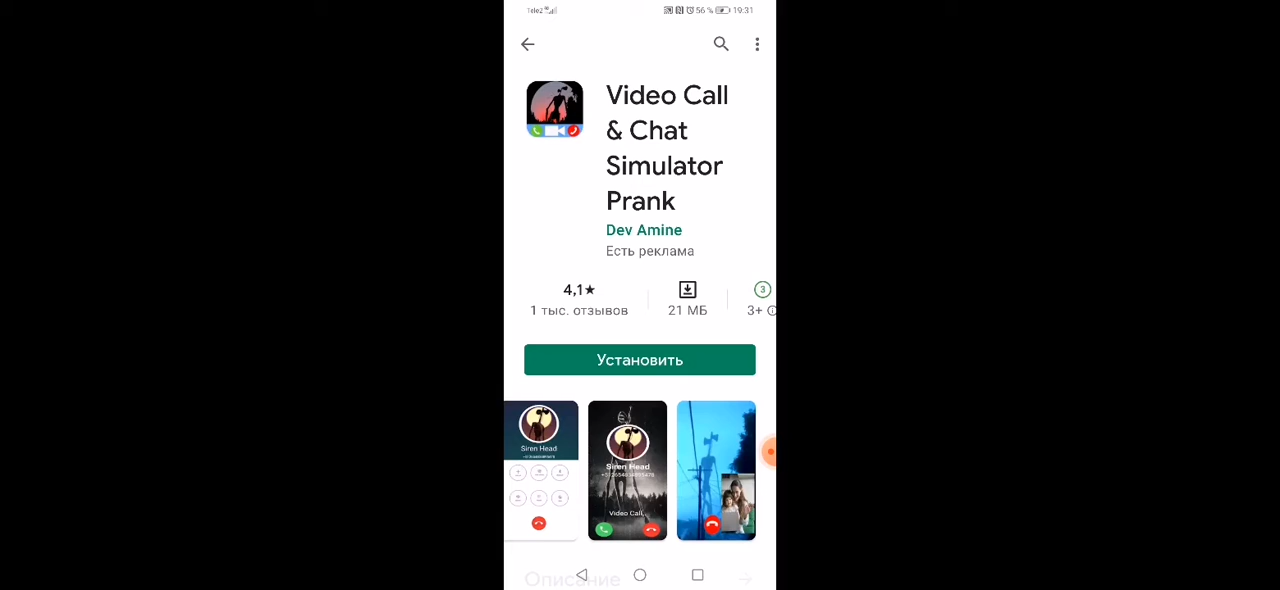 Tele2 56 % 19:31
Video Call
& Chat
Simulator
Prank
Dev Amine
Есть реклама
4,1★
1 тыс. отзывов
21 МБ
3
3+
Установить
Siren Head
Siren Head
Video Call
Описание